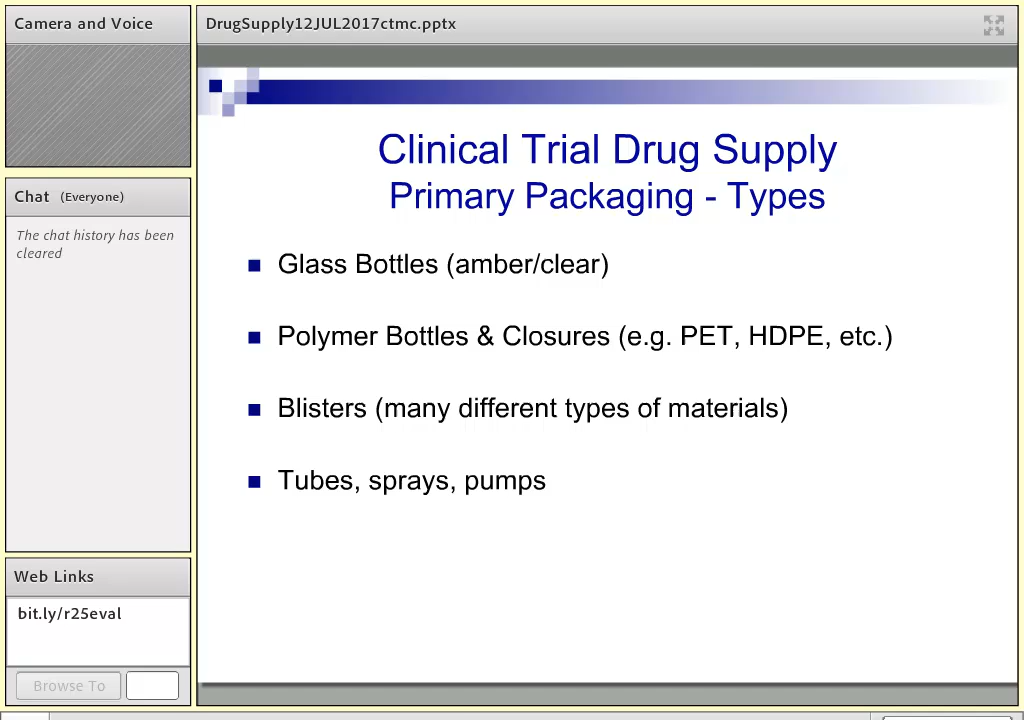 Camera and Voice
DrugSupply12JUL2017ctmc.pptx
Chat (Everyone)
The chat history has been
cleared
Clinical Trial Drug Supply
Primary Packaging - Types
Glass Bottles (amber/clear)
Polymer Bottles & Closures (e.g. PET, HDPE, etc.)
Blisters (many different types of materials)
Tubes, sprays, pumps
Web Links
bit.ly/r25eval
Browse To